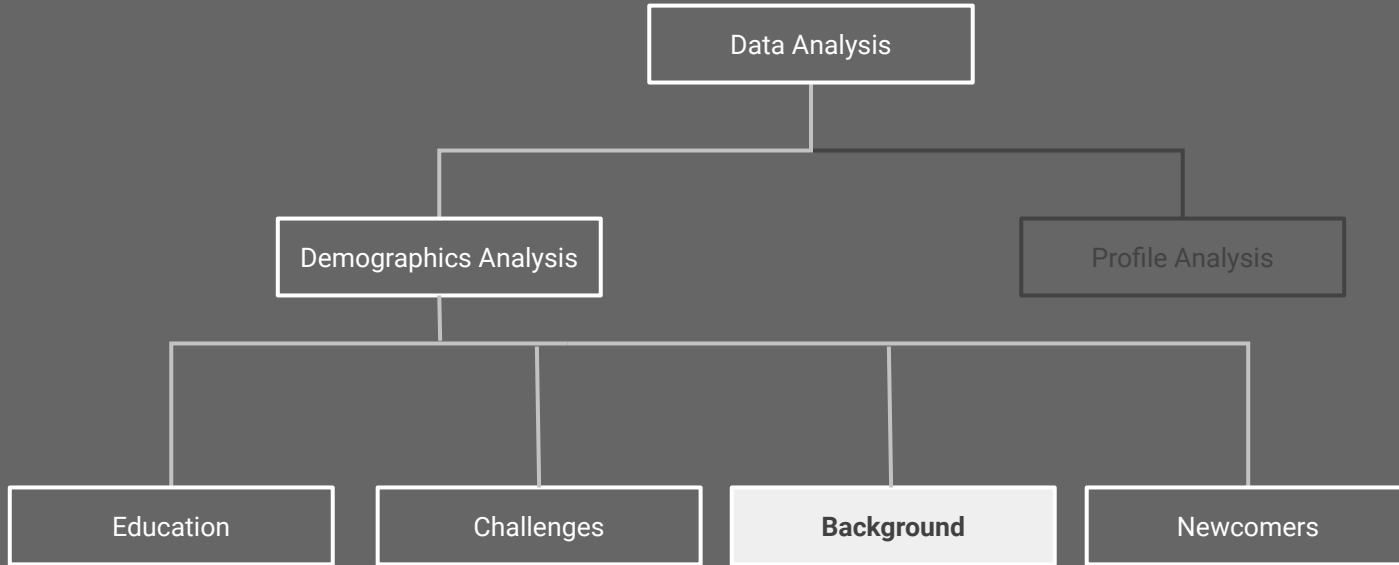 Data Analysis
Demographics Analysis
Profile Analysis
Education
Challenges
Background
Newcomers